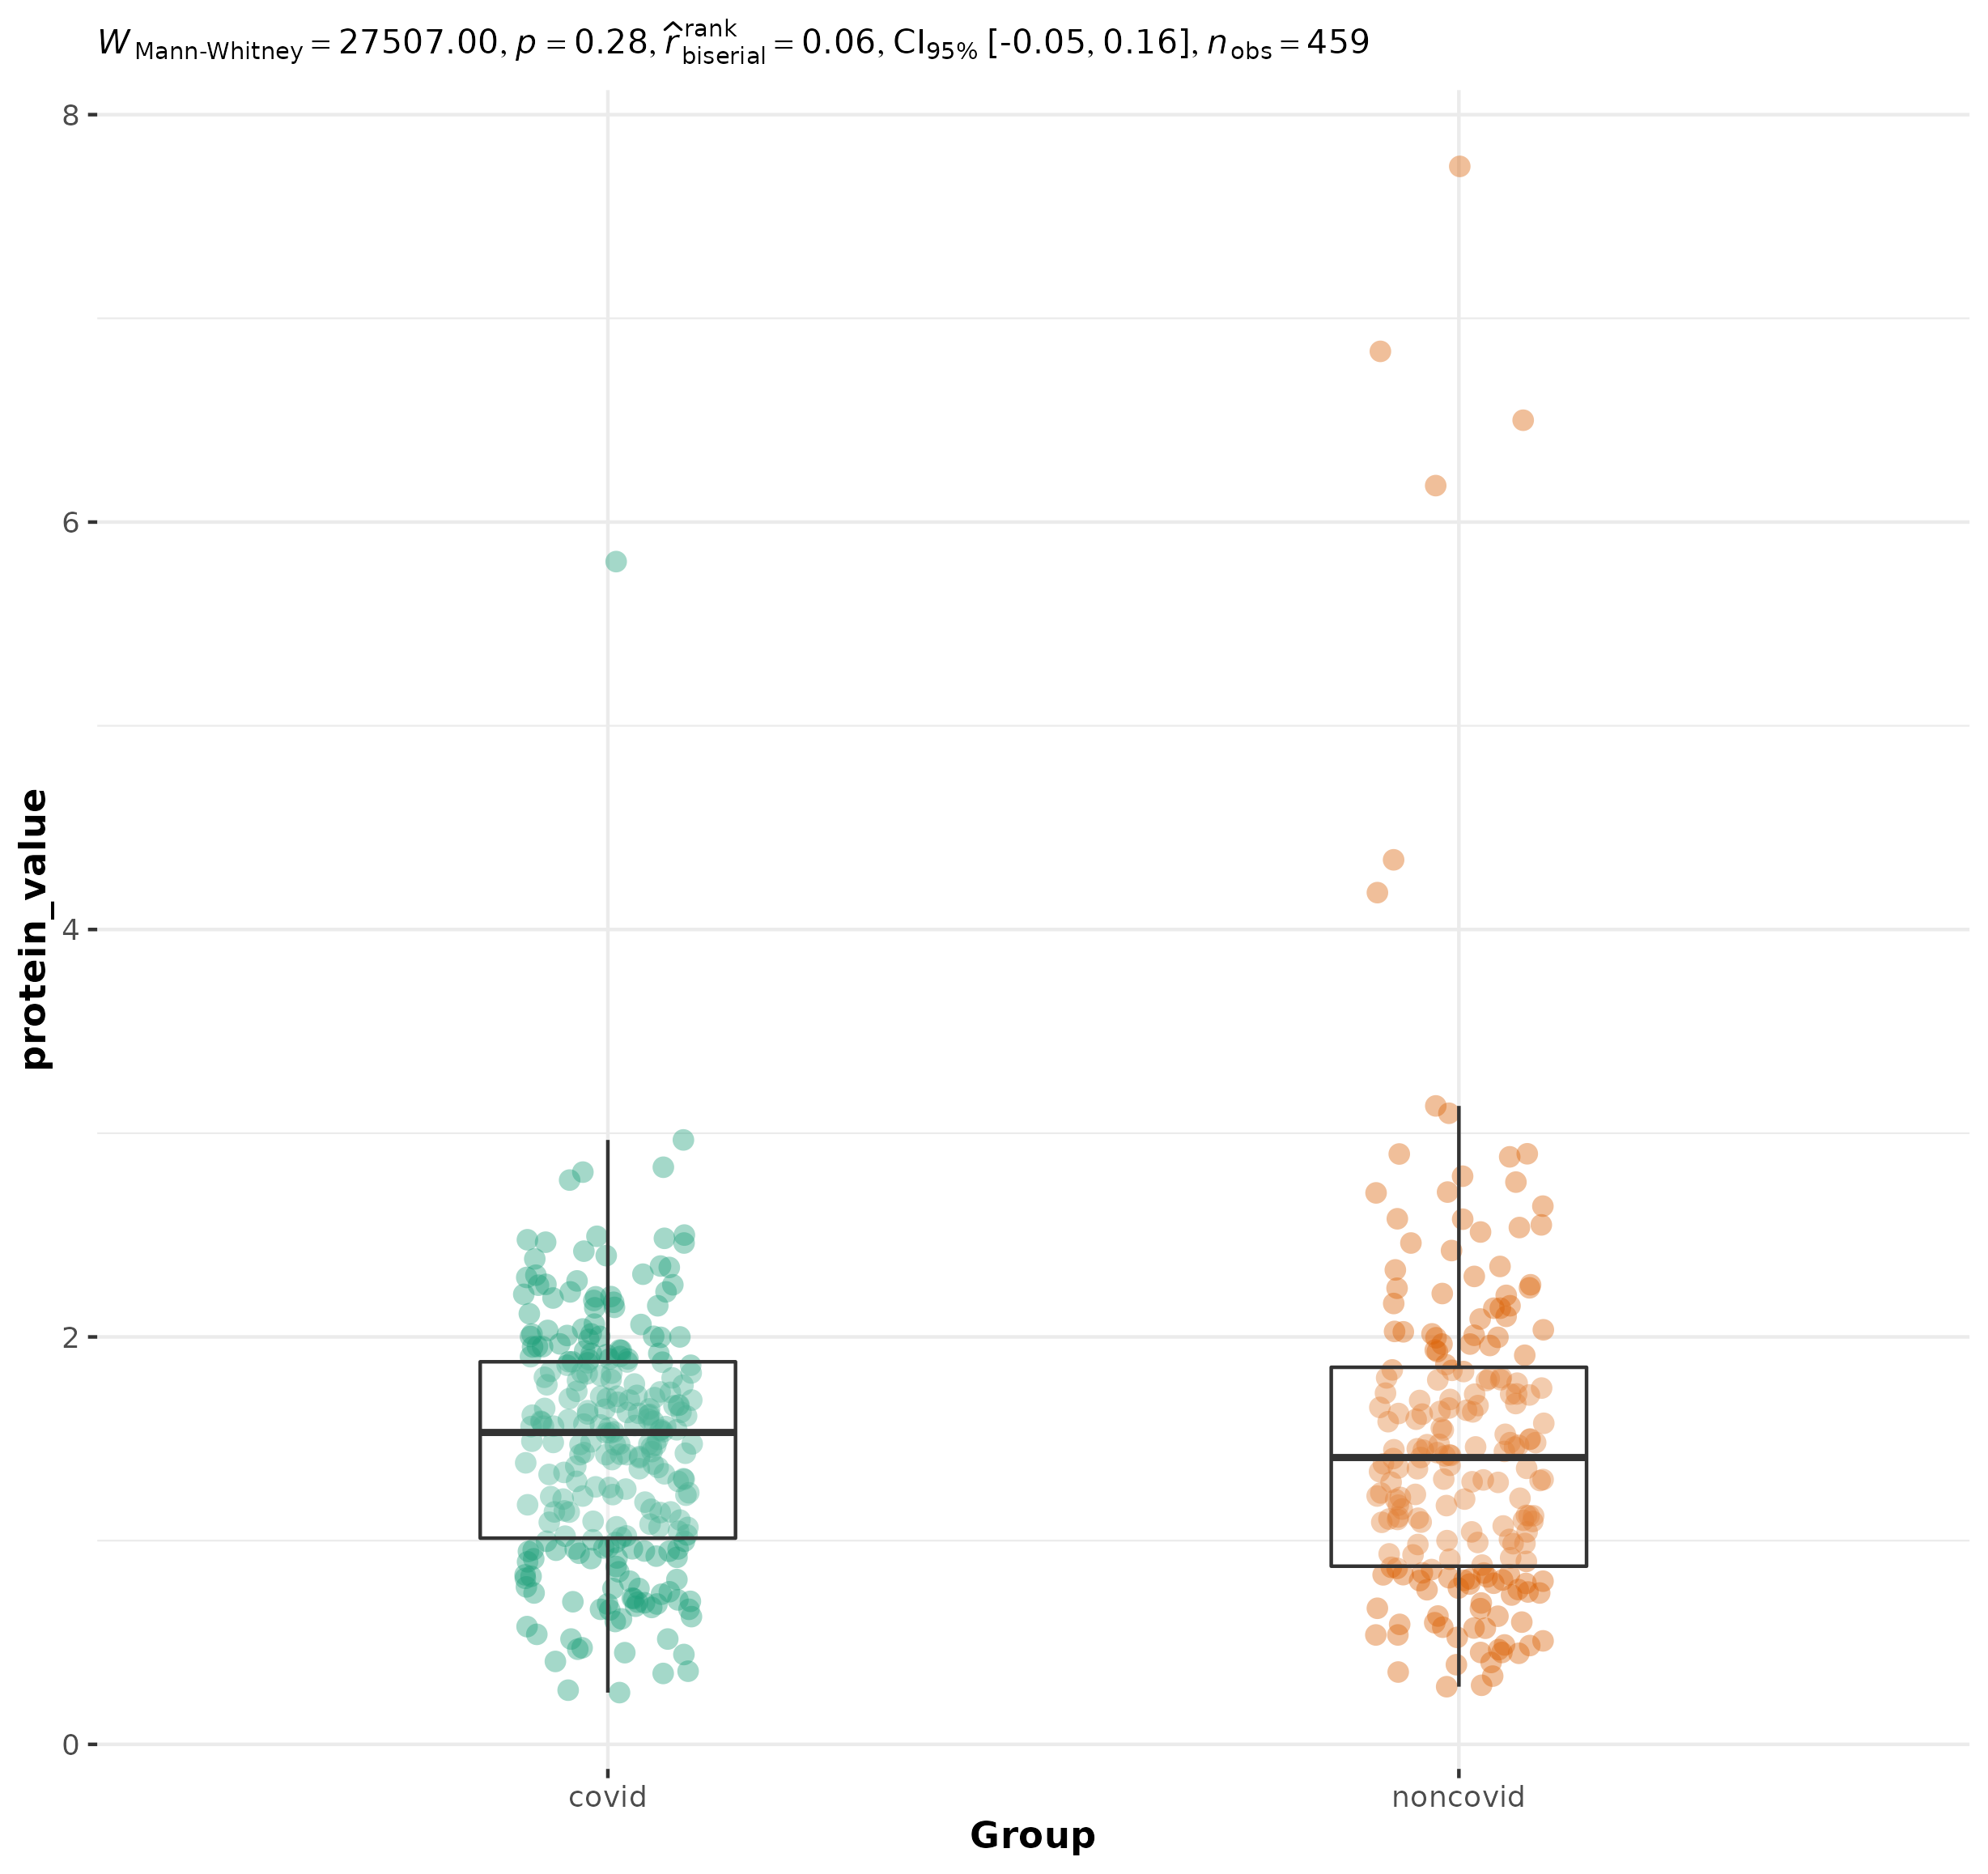 W Mann-Whitney = 27507.00, p = 0.28, r̂ rank biserial = 0.06, CI95% [-0.05, 0.16], n obs = 459
8
6
4
2
0
protein_value
covid noncovid
Group